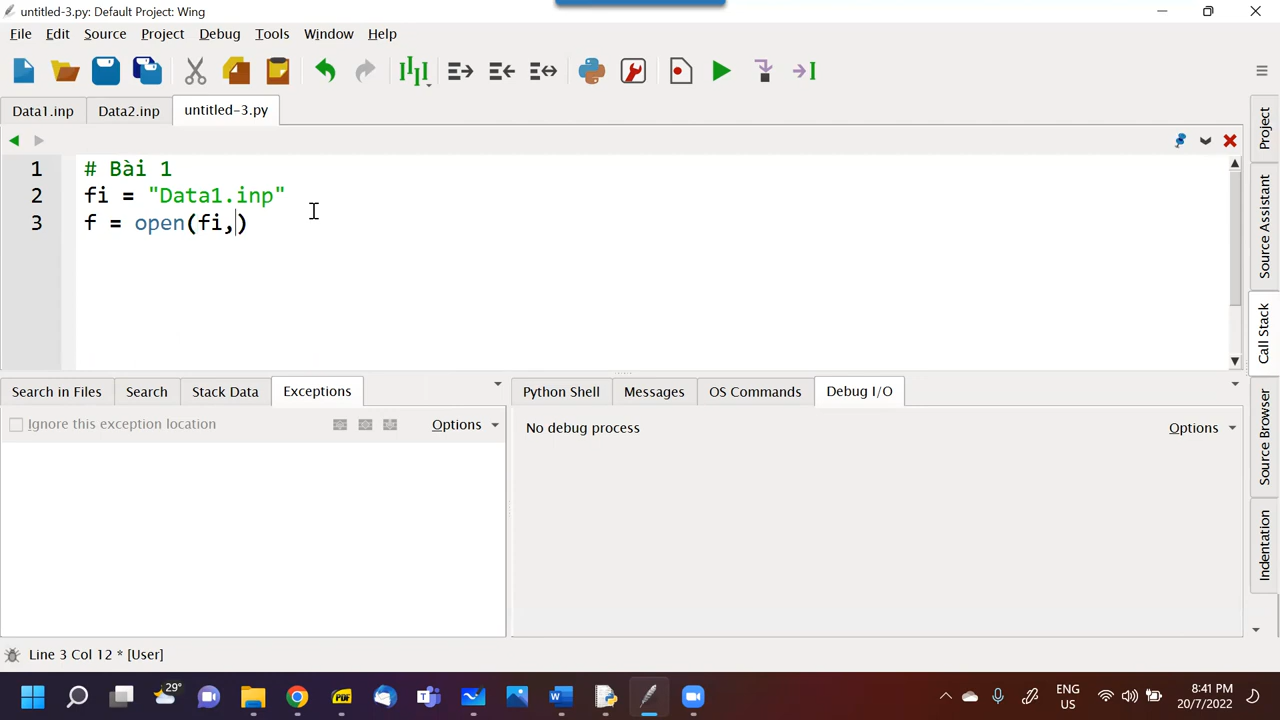 untitled-3.py: Default Project: Wing
File Edit Source Project Debug Tools Window Help
Data1.inp Data2.inp untitled-3.py
1 # Bài 1
2 fi = "Data1.inp"
3 f = open(fi,)
Project
Source Assistant
Call Stack
Source Browser
Indentation
Search in Files Search Stack Data Exceptions
Ignore this exception location Options
Python Shell Messages OS Commands Debug I/O
No debug process Options
Line 3 Col 12 * [User]
29°
PDF
W
ENG
US
8:41 PM
20/7/2022